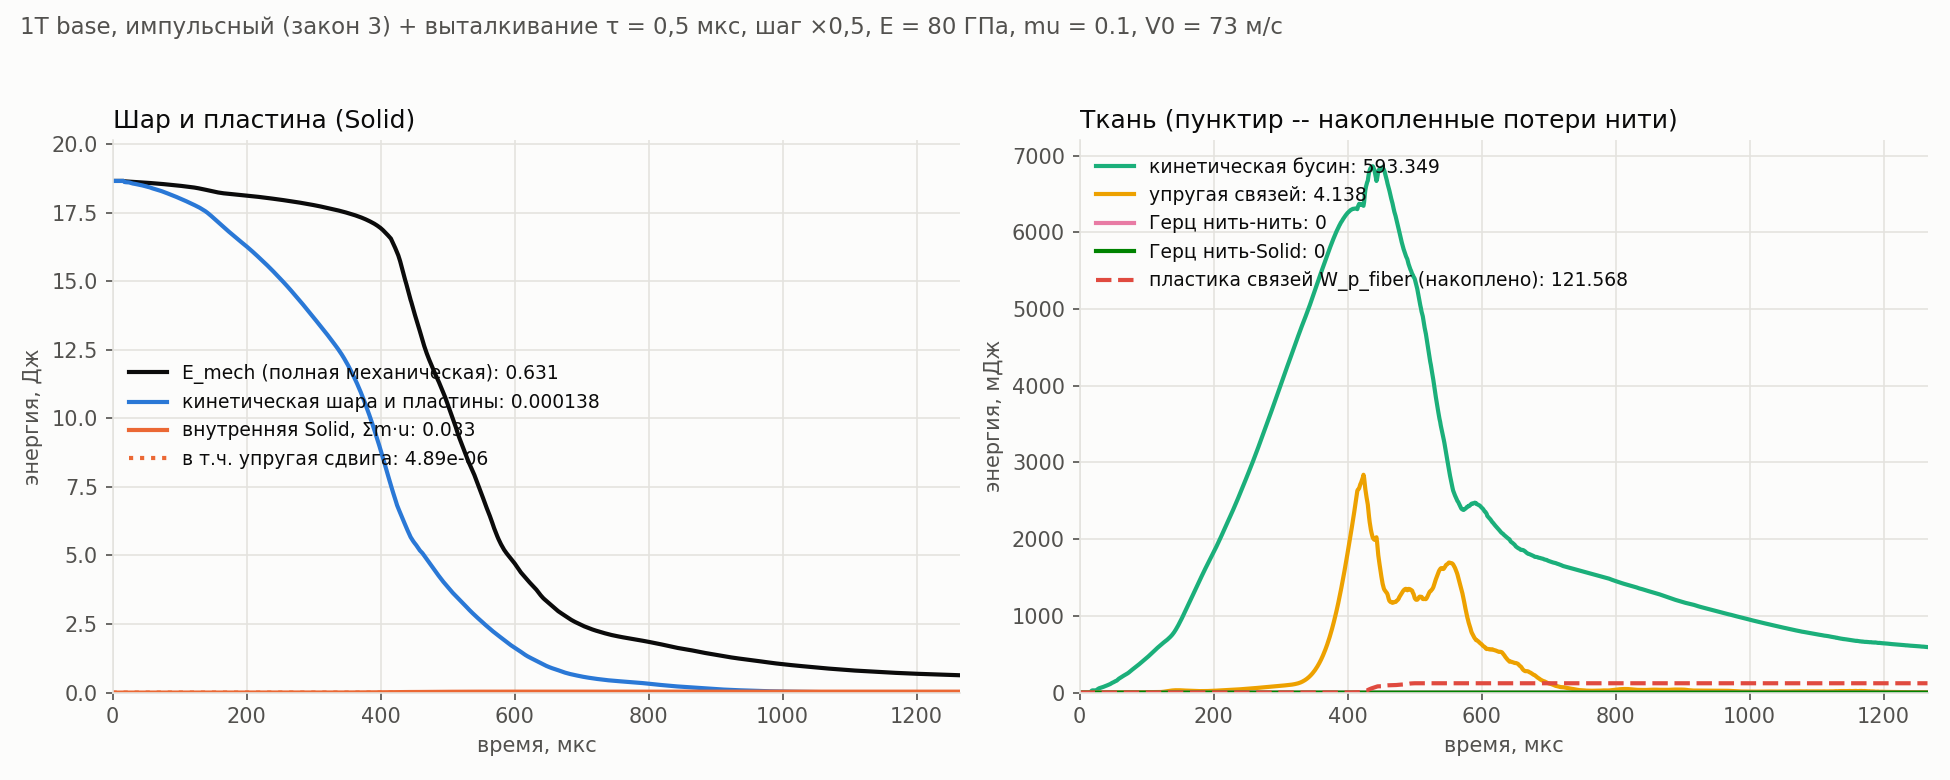 1T base, импульсный (закон 3) + выталкивание τ = 0,5 мкс, шаг ×0,5, E = 80 ГПа, mu = 0.1, V0 = 73 м/с
Шар и пластина (Solid)
энергия, Дж
20.0
17.5
15.0
12.5
10.0
7.5
5.0
2.5
0.0
E_mech (полная механическая): 0.631
кинетическая шара и пластины: 0.000138
внутренняя Solid, Σm·u: 0.033
в т.ч. упругая сдвига: 4.89e-06
0 200 400 600 800 1000 1200
время, мкс
Ткань (пунктир -- накопленные потери нити)
энергия, мДж
7000
6000
5000
4000
3000
2000
1000
0
кинетическая бусин: 593.349
упругая связей: 4.138
Герц нить-нить: 0
Герц нить-Solid: 0
пластика связей W_p_fiber (накоплено): 121.568
0 200 400 600 800 1000 1200
время, мкс